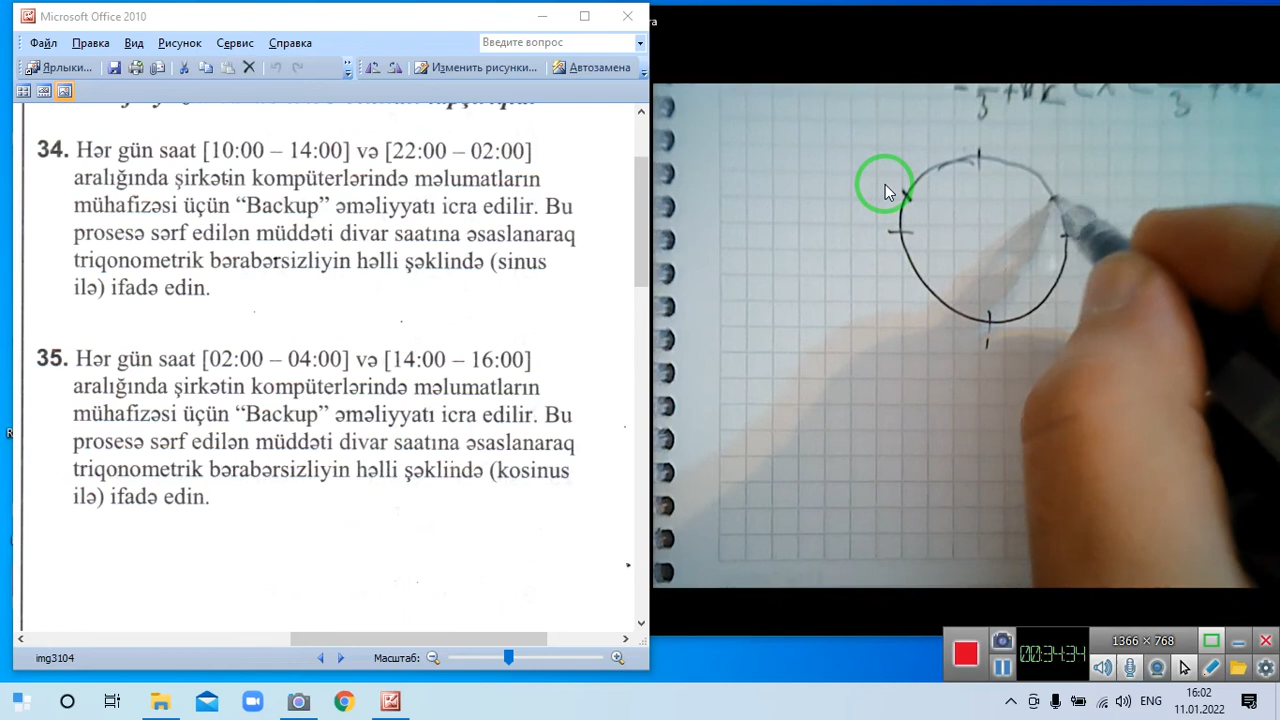 Microsoft Office 2010
Файл Правка Вид Рисунок Сервис Справка
Введите вопрос
Ярлыки...
Изменить рисунки...
Автозамена
34. Hər gün saat [10:00 – 14:00] və [22:00 – 02:00]
aralığında şirkətin kompüterlərində məlumatların
mühafizəsi üçün “Backup” əməliyyatı icra edilir. Bu
prosesə sərf edilən müddəti divar saatına əsaslanaraq
triqonometrik bərabərsizliyin həlli şəklində (sinus
ilə) ifadə edin.
35. Hər gün saat [02:00 – 04:00] və [14:00 – 16:00]
aralığında şirkətin kompüterlərində məlumatların
mühafizəsi üçün “Backup” əməliyyatı icra edilir. Bu
prosesə sərf edilən müddəti divar saatına əsaslanaraq
triqonometrik bərabərsizliyin həlli şəklində (kosinus
ilə) ifadə edin.
img3104
Масштаб:
1366 x 768
00:34:34
ENG
16:02
11.01.2022